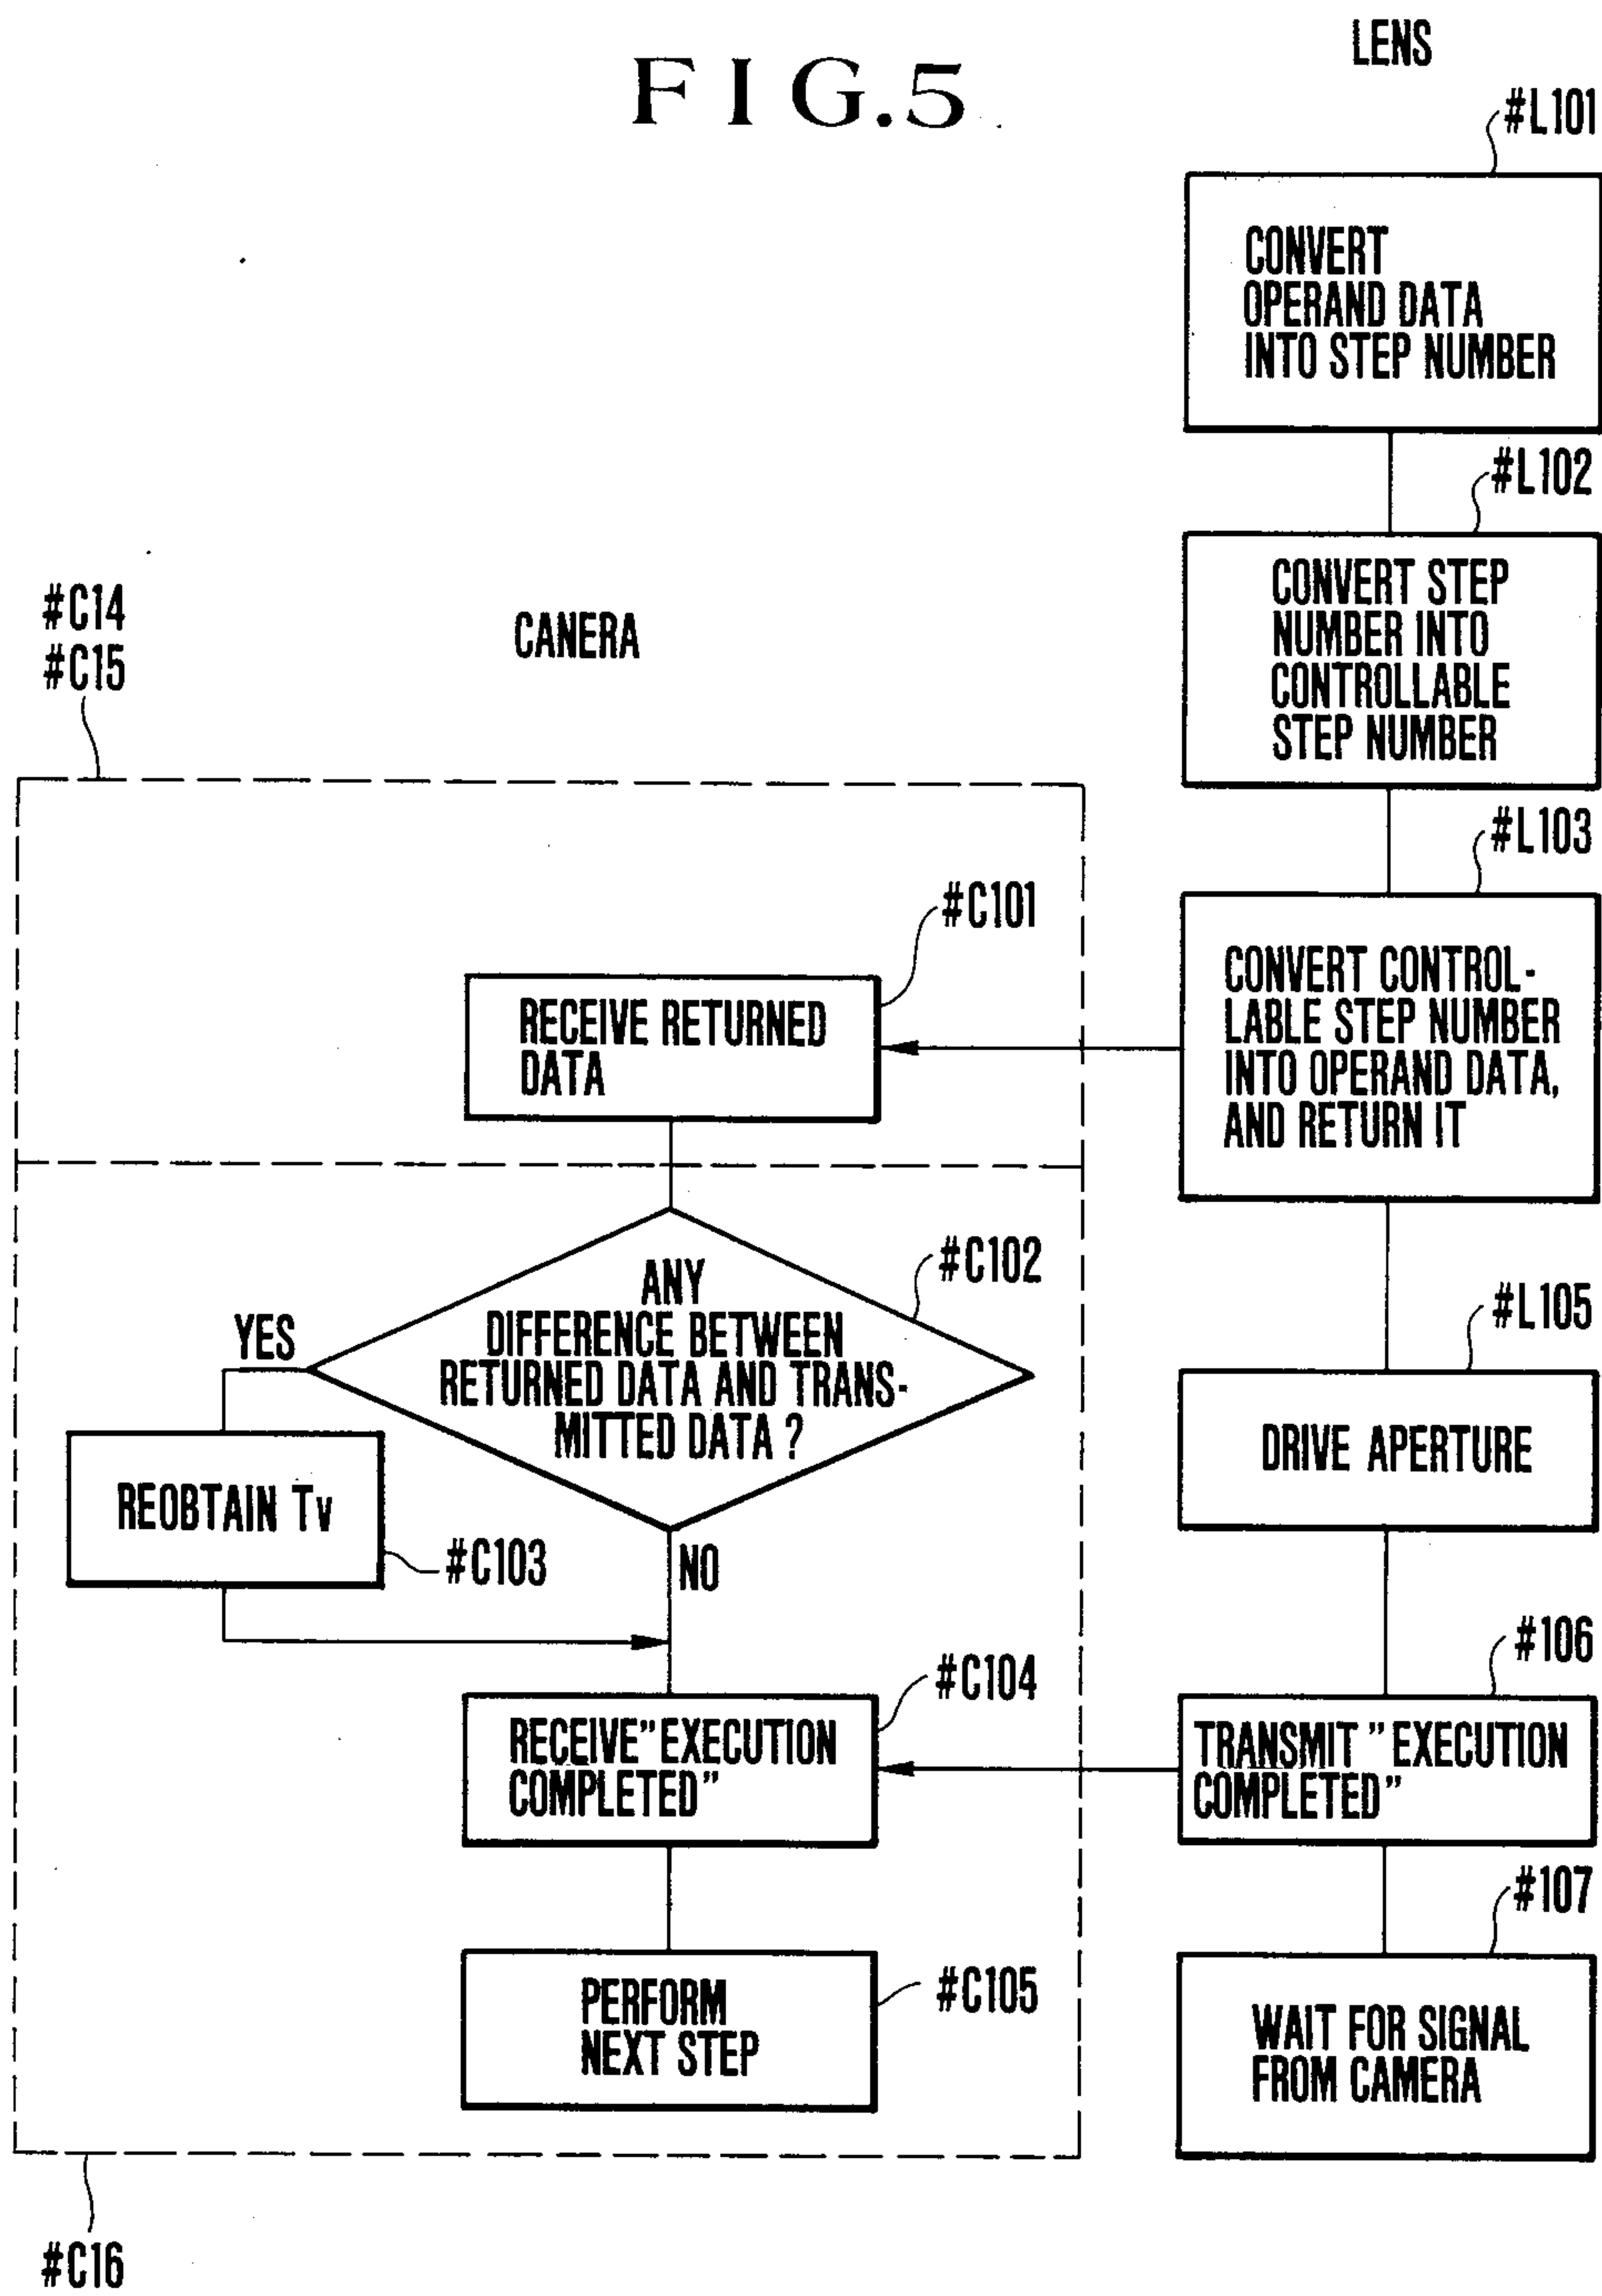 FIG.5
LENS
#L101
CONVERT
OPERAND DATA
INTO STEP NUMBER
#L102
CONVERT STEP
NUMBER INTO
CONTROLLABLE
STEP NUMBER
#C14
#C15
CANERA
#L103
CONVERT CONTROL-
LABLE STEP NUMBER
INTO OPERAND DATA,
AND RETURN IT
#C101
RECEIVE RETURNED
DATA
#C102
ANY
DIFFERENCE BETWEEN
RETURNED DATA AND TRANS-
MITTED DATA ?
YES
REOBTAIN Tv
#C103
NO
#L105
DRIVE APERTURE
#C104
RECEIVE"EXECUTION
COMPLETED"
#106
TRANSMIT "EXECUTION
COMPLETED"
#C105
PERFORM
NEXT STEP
#107
WAIT FOR SIGNAL
FROM CAMERA
#C16